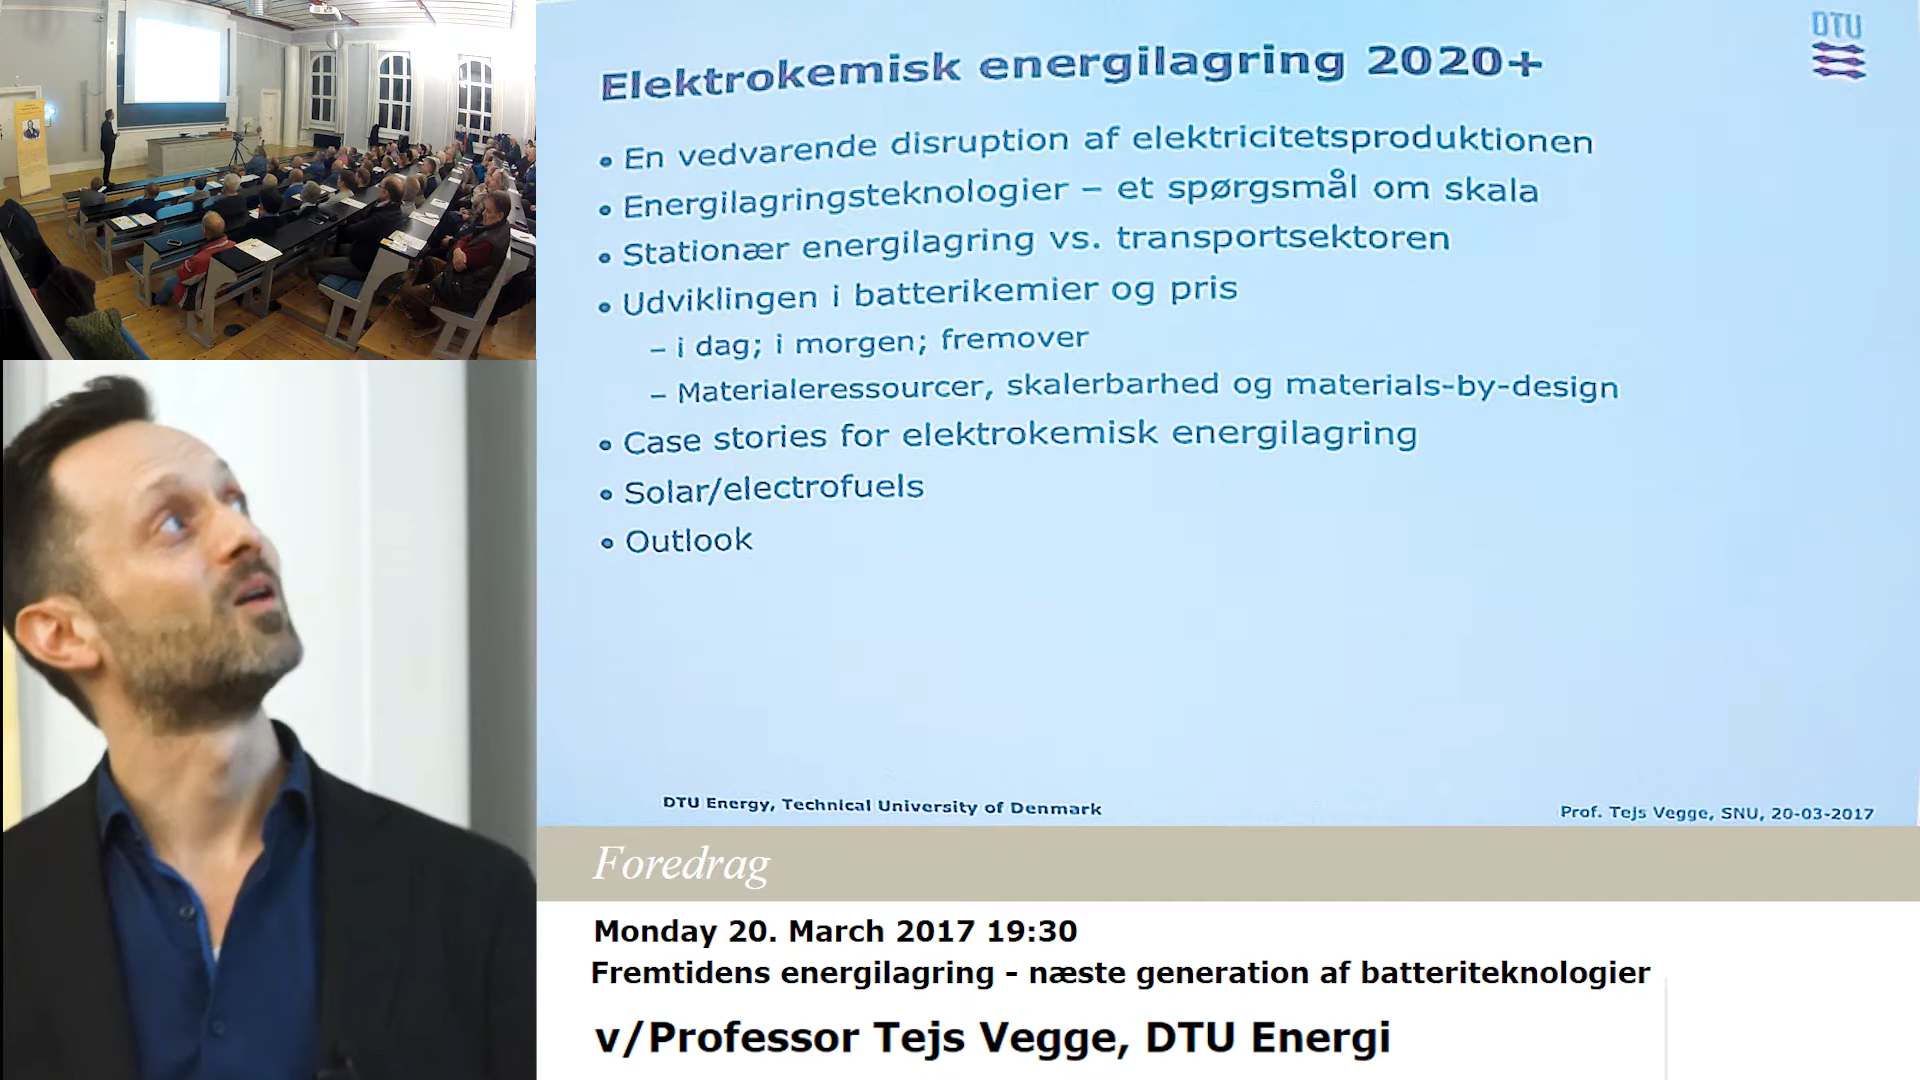 Elektrokemisk energilagring 2020+
DTU
• En vedvarende disruption af elektricitetsproduktionen
• Energilagringsteknologier – et spørgsmål om skala
• Stationær energilagring vs. transportsektoren
• Udviklingen i batterikemier og pris
– i dag; i morgen; fremover
– Materialeressourcer, skalerbarhed og materials-by-design
• Case stories for elektrokemisk energilagring
• Solar/electrofuels
• Outlook
DTU Energy, Technical University of Denmark
Prof. Tejs Vegge, SNU, 20-03-2017
Foredrag
Monday 20. March 2017 19:30
Fremtidens energilagring - næste generation af batteriteknologier
v/Professor Tejs Vegge, DTU Energi